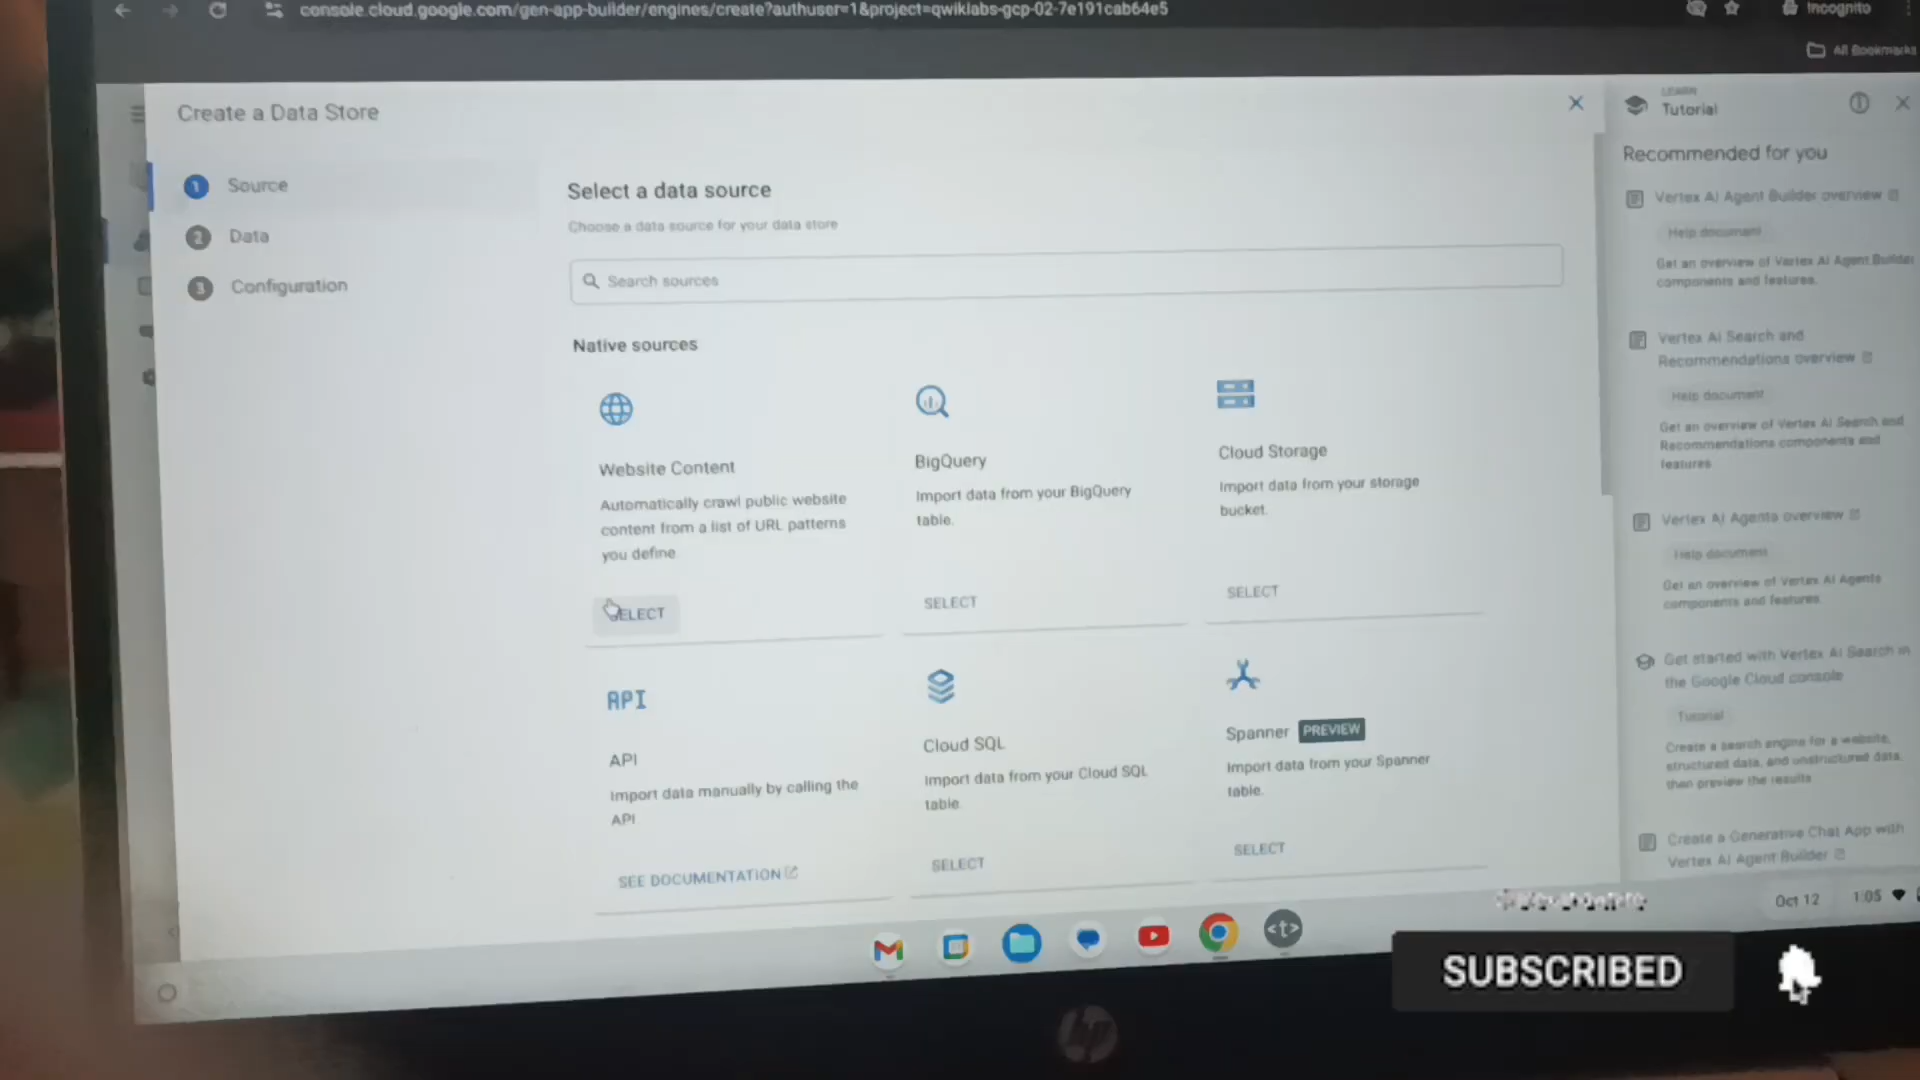 console.cloud.google.com/gen-app-builder/engines/create?authuser=1&project=qwiklabs-gcp-02-7e191cab64e5
Incognito
All Bookmarks
Create a Data Store
1 Source
2 Data
3 Configuration
Select a data source
Choose a data source for your data store
Search sources
Native sources
Website Content
Automatically crawl public website
content from a list of URL patterns
you define.
SELECT
BigQuery
Import data from your BigQuery
table.
SELECT
Cloud Storage
Import data from your storage
bucket.
SELECT
API
API
Import data manually by calling the
API
SEE DOCUMENTATION
Cloud SQL
Import data from your Cloud SQL
table.
SELECT
Spanner PREVIEW
Import data from your Spanner
table.
SELECT
LEARN
Tutorial
Recommended for you
Vertex AI Agent Builder overview
Help document
Get an overview of Vertex AI Agent Builder
components and features.
Vertex AI Search and
Recommendations overview
Help document
Get an overview of Vertex AI Search and
Recommendations components and
features
Vertex AI Agents overview
Help document
Get an overview of Vertex AI Agents
components and features.
Get started with Vertex AI Search in
the Google Cloud console
Tutorial
Create a search engine for a website,
structured data, and unstructured data,
then preview the results
Create a Generative Chat App with
Vertex AI Agent Builder
Oct 12
1:05
<t>
hp
SUBSCRIBED